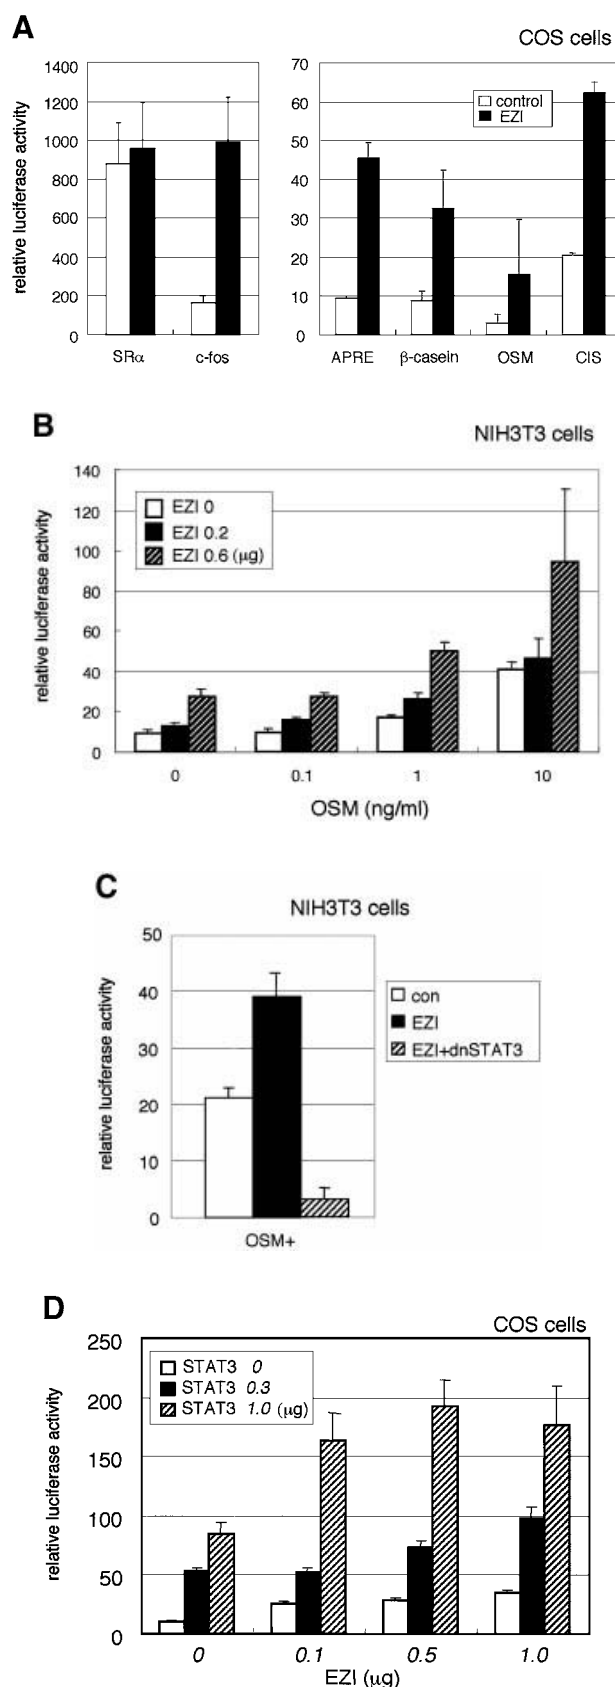 A
COS cells
relative luciferase activity
1400
1200
1000
800
600
400
200
0
SRα
c-fos
70
60
50
40
30
20
10
0
control
EZI
APRE
β-casein
OSM
CIS
B
NIH3T3 cells
relative luciferase activity
140
120
100
80
60
40
20
0
EZI 0
EZI 0.2
EZI 0.6 (μg)
0
0.1
1
10
OSM (ng/ml)
C
NIH3T3 cells
relative luciferase activity
50
40
30
20
10
0
con
EZI
EZI+dnSTAT3
OSM+
D
COS cells
relative luciferase activity
250
200
150
100
50
0
STAT3 0
STAT3 0.3
STAT3 1.0 (μg)
0
0.1
0.5
1.0
EZI (μg)